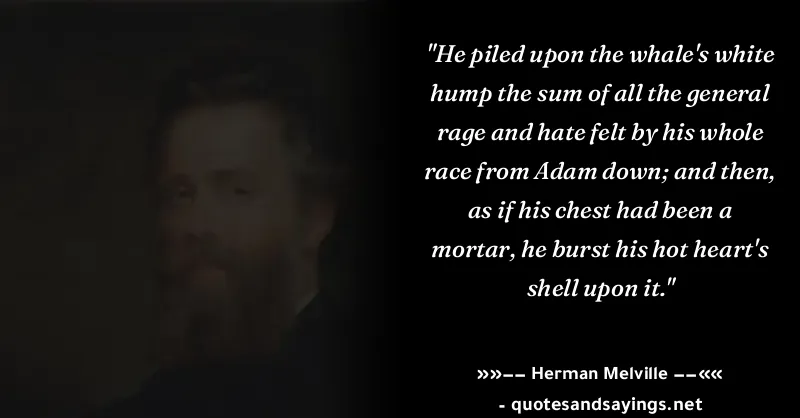 "He piled upon the whale's white
hump the sum of all the general
rage and hate felt by his whole
race from Adam down; and then,
as if his chest had been a
mortar, he burst his hot heart's
shell upon it."
»»–– Herman Melville ––««
- quotesandsayings.net